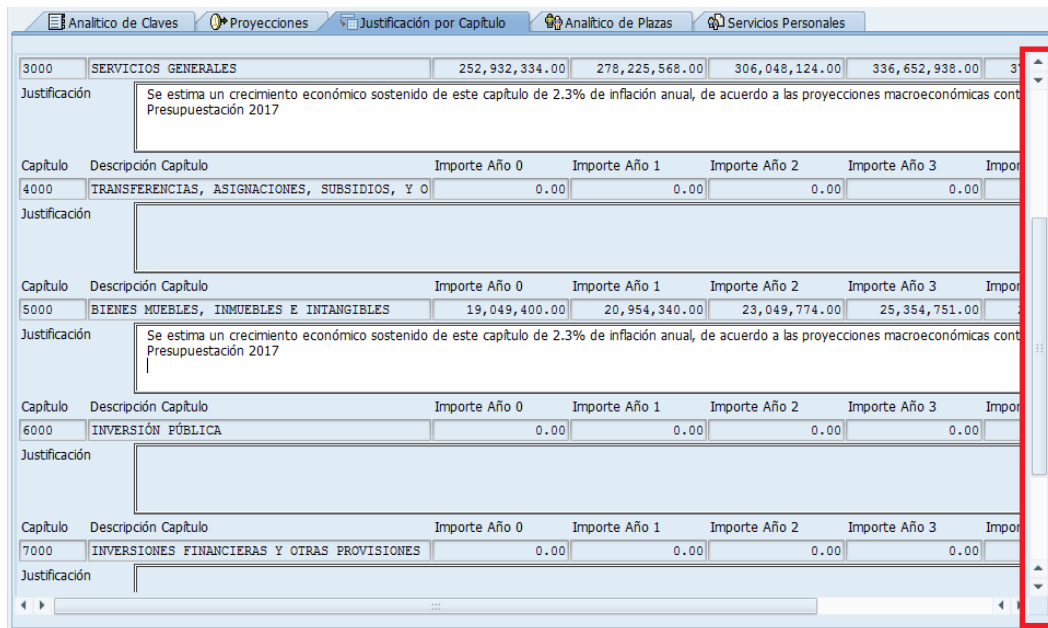 Analitico de Claves Proyecciones Justificación por Capítulo Analítico de Plazas Servicios Personales
3000 SERVICIOS GENERALES 252,932,334.00 278,225,568.00 306,048,124.00 336,652,938.00
Justificación Se estima un crecimiento económico sostenido de este capítulo de 2.3% de inflación anual, de acuerdo a las proyecciones macroeconómicas cont
Presupuestación 2017
Capítulo Descripción Capítulo Importe Año 0 Importe Año 1 Importe Año 2 Importe Año 3 Impor
4000 TRANSFERENCIAS, ASIGNACIONES, SUBSIDIOS, Y O 0.00 0.00 0.00 0.00
Justificación
Capítulo Descripción Capítulo Importe Año 0 Importe Año 1 Importe Año 2 Importe Año 3 Impor
5000 BIENES MUEBLES, INMUEBLES E INTANGIBLES 19,049,400.00 20,954,340.00 23,049,774.00 25,354,751.00
Justificación Se estima un crecimiento económico sostenido de este capítulo de 2.3% de inflación anual, de acuerdo a las proyecciones macroeconómicas cont
Presupuestación 2017
Capítulo Descripción Capítulo Importe Año 0 Importe Año 1 Importe Año 2 Importe Año 3 Impor
6000 INVERSIÓN PÚBLICA 0.00 0.00 0.00 0.00
Justificación
Capítulo Descripción Capítulo Importe Año 0 Importe Año 1 Importe Año 2 Importe Año 3 Impor
7000 INVERSIONES FINANCIERAS Y OTRAS PROVISIONES 0.00 0.00 0.00 0.00
Justificación